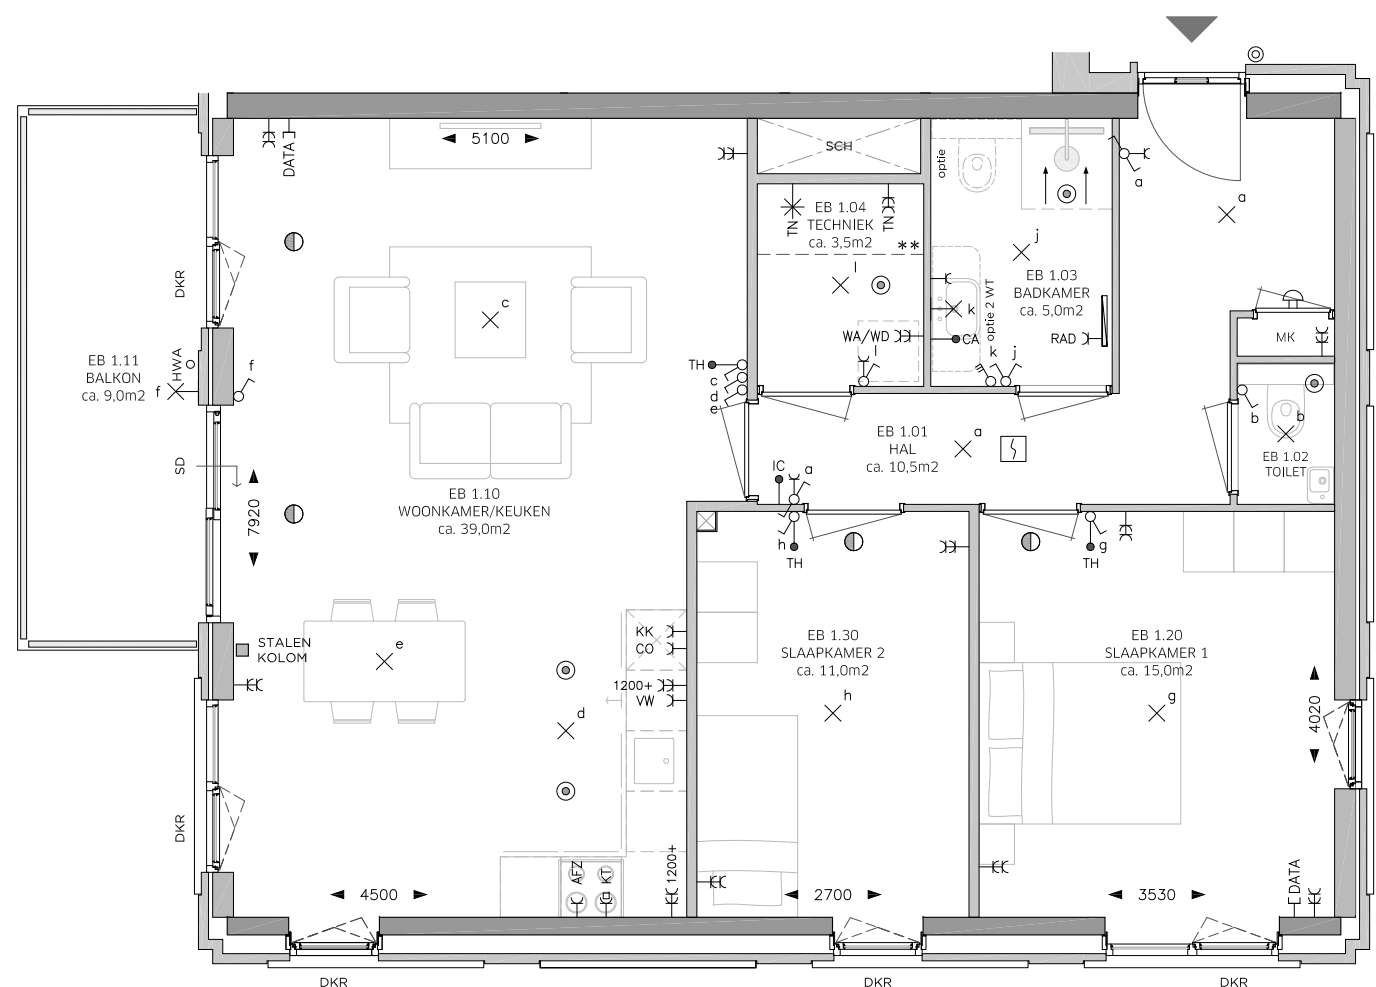 5100
DATA
SCH
optie
a
a
TN
TN
EB 1.04
TECHNIEK
ca. 3,5m2
**
j
EB 1.03
BADKAMER
ca. 5,0m2
l
k
optie 2 WT
c
DKR
WA/WD
CA
RAD
MK
l
k
j
EB 1.11
BALKON
ca. 9,0m2
HWA
f
f
TH
c
d
e
b
b
EB 1.01
HAL
ca. 10,5m2
a
EB 1.02
TOILET
SD
7920
IC
a
EB 1.10
WOONKAMER/KEUKEN
ca. 39,0m2
h
TH
g
TH
STALEN
KOLOM
e
KK
CO
1200+
VW
d
EB 1.30
SLAAPKAMER 2
ca. 11,0m2
h
EB 1.20
SLAAPKAMER 1
ca. 15,0m2
g
4020
DKR
AFZ
KT
1200+
DATA
4500
2700
3530
DKR
DKR
DKR